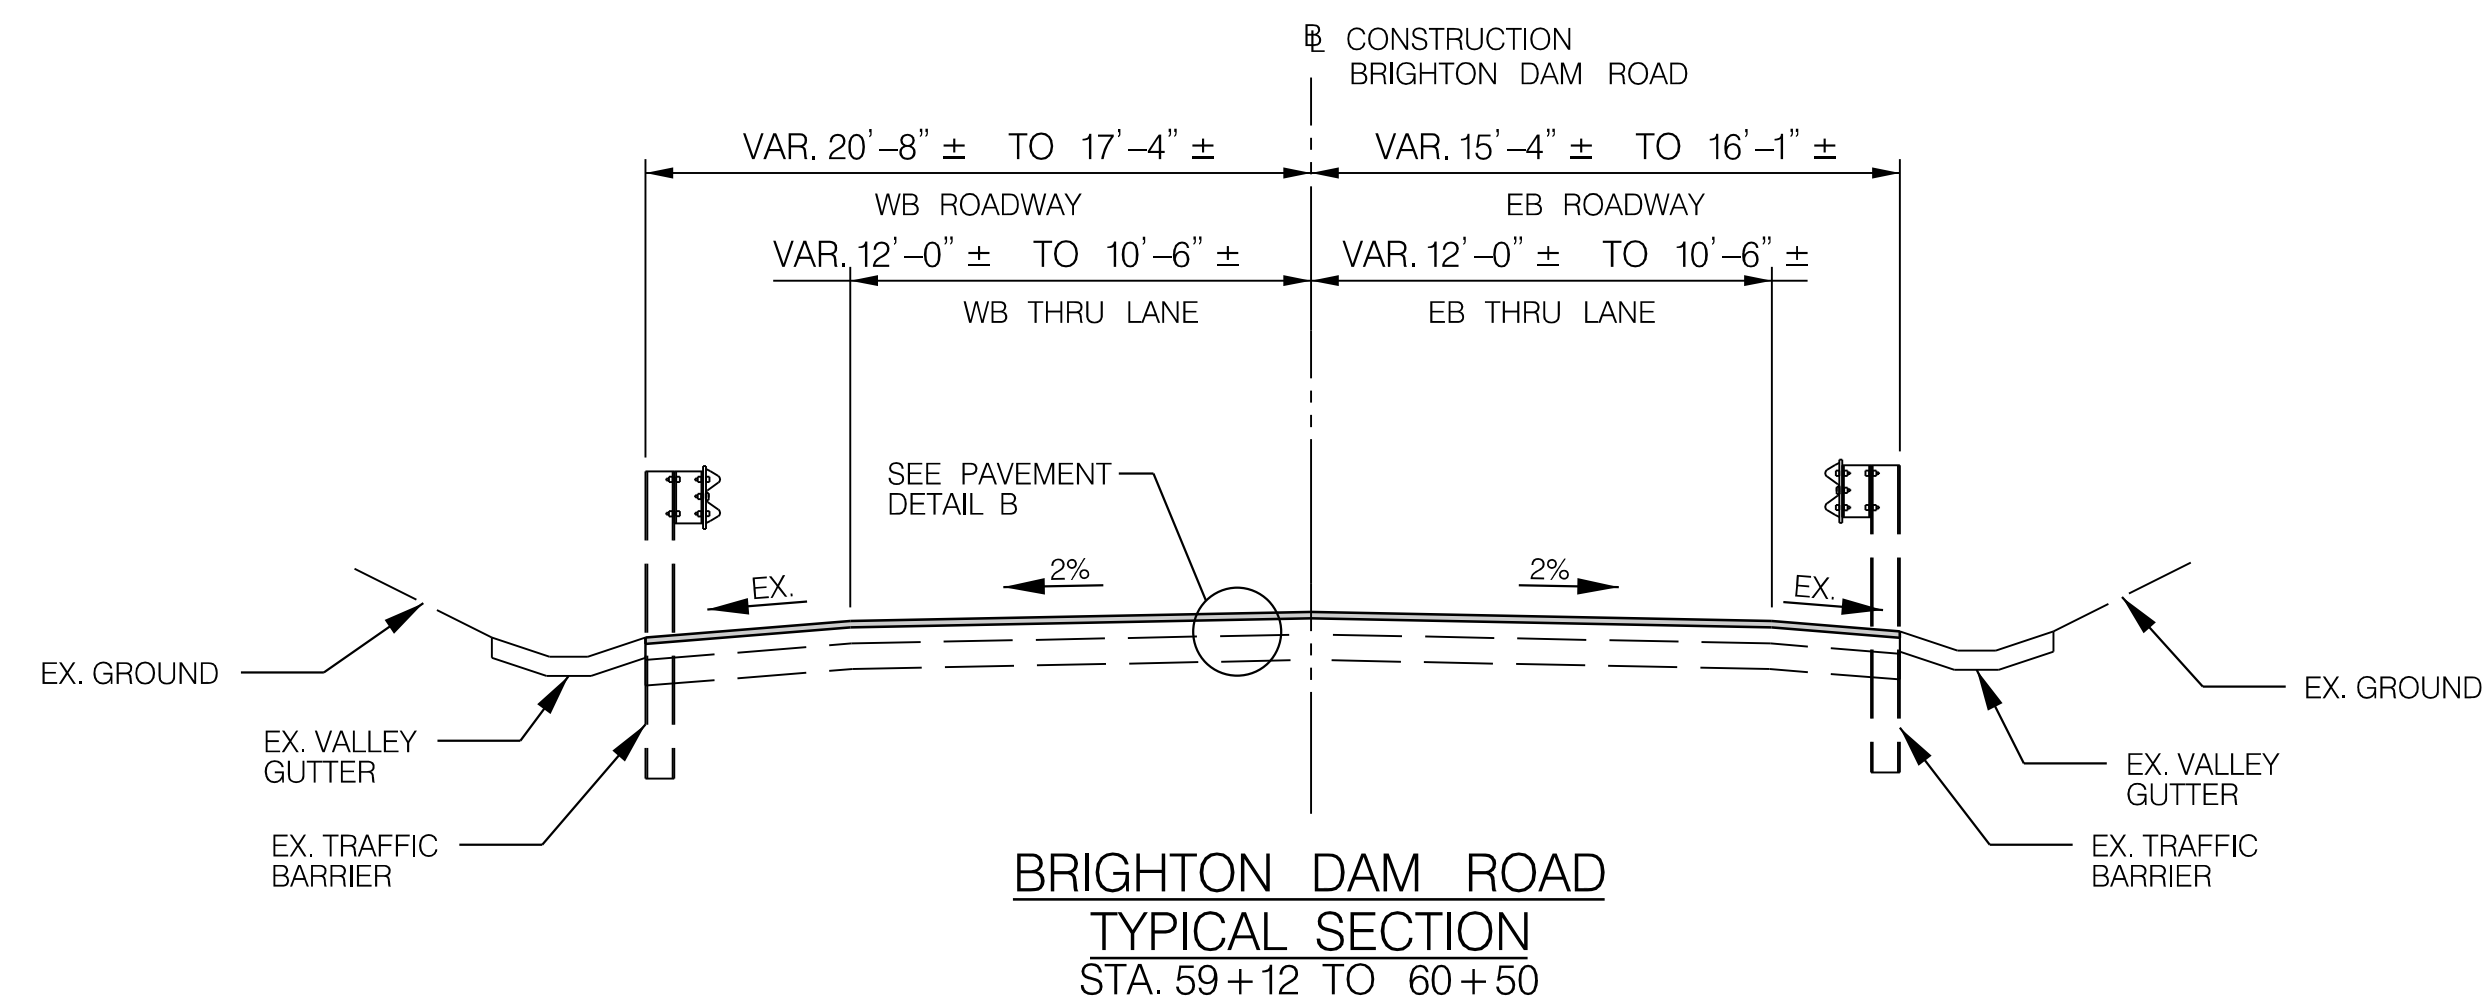 ℄ CONSTRUCTION
BRIGHTON DAM ROAD
VAR. 20'–8" ± TO 17'–4" ±
VAR. 15'–4" ± TO 16'–1" ±
WB ROADWAY
EB ROADWAY
VAR. 12'–0" ± TO 10'–6" ±
VAR. 12'–0" ± TO 10'–6" ±
WB THRU LANE
EB THRU LANE
SEE PAVEMENT
DETAIL B
2%
2%
EX.
EX.
EX. GROUND
EX. GROUND
EX. VALLEY
GUTTER
EX. VALLEY
GUTTER
EX. TRAFFIC
BARRIER
EX. TRAFFIC
BARRIER
BRIGHTON DAM ROAD
TYPICAL SECTION
STA. 59+12 TO 60+50